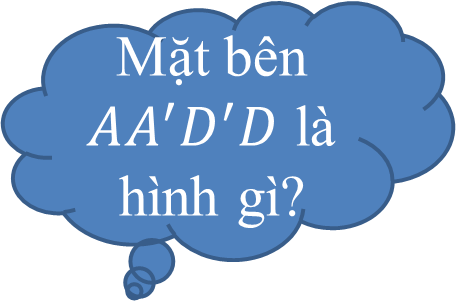 Mặt bên
𝐴𝐴′𝐷′𝐷 là
hình gì?